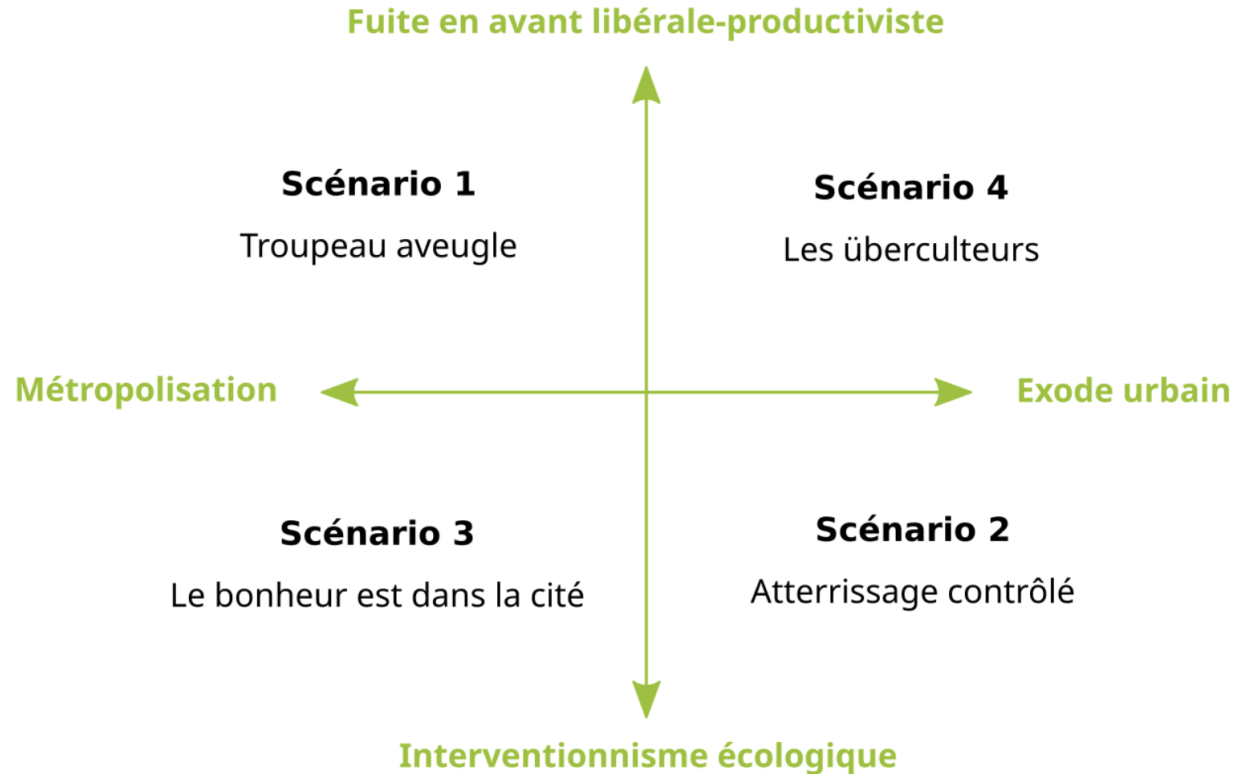 Fuite en avant libérale-productiviste
Scénario 1
Troupeau aveugle
Scénario 4
Les überculteurs
Métropolisation
Exode urbain
Scénario 3
Le bonheur est dans la cité
Scénario 2
Atterrissage contrôlé
Interventionnisme écologique